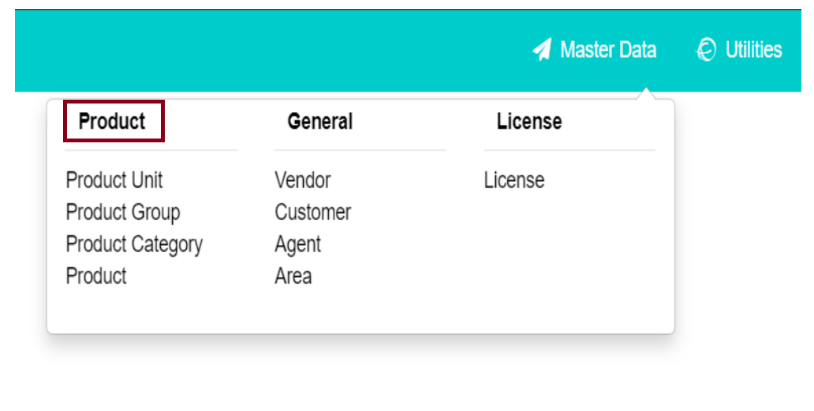 Master Data Utilities
Product General License
Product Unit Vendor License
Product Group Customer
Product Category Agent
Product Area